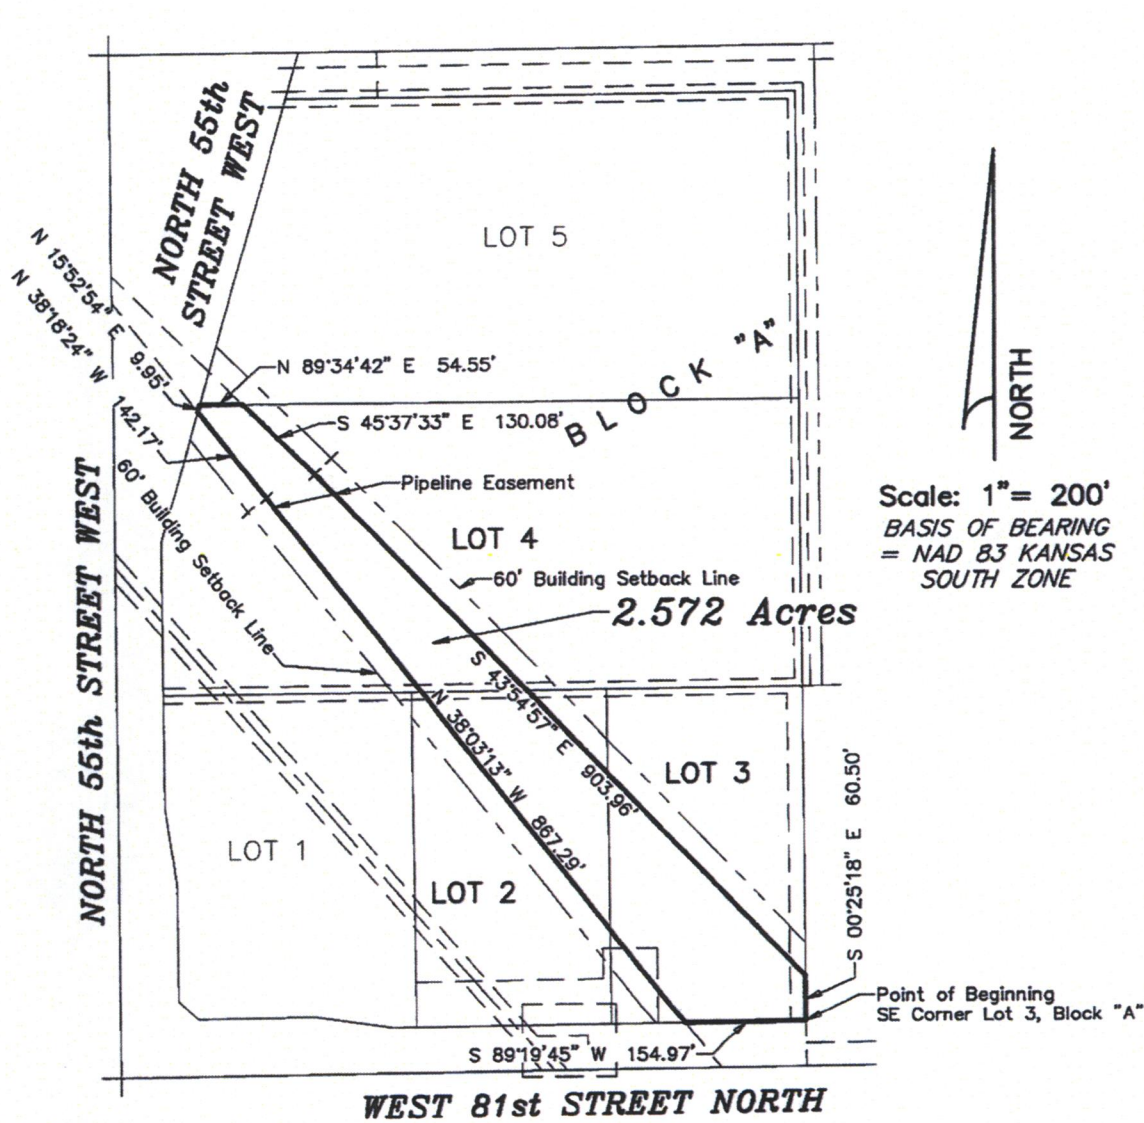 NORTH 55th
STREET WEST
LOT 5
BLOCK "A"
N 15°52'54" E 9.95'
N 38°18'24" W 142.17'
N 89°34'42" E 54.55'
S 45°37'33" E 130.08'
NORTH
Pipeline Easement
Scale: 1"= 200'
BASIS OF BEARING
= NAD 83 KANSAS
SOUTH ZONE
60' Building Setback Line
LOT 4
60' Building Setback Line
2.572 Acres
NORTH 55th STREET WEST
S 43°54'57" E 903.96'
N 38°03'13" W 867.29'
LOT 3
S 00°25'18" E 60.50'
LOT 1
LOT 2
Point of Beginning
SE Corner Lot 3, Block "A"
S 89°19'45" W 154.97'
WEST 81st STREET NORTH